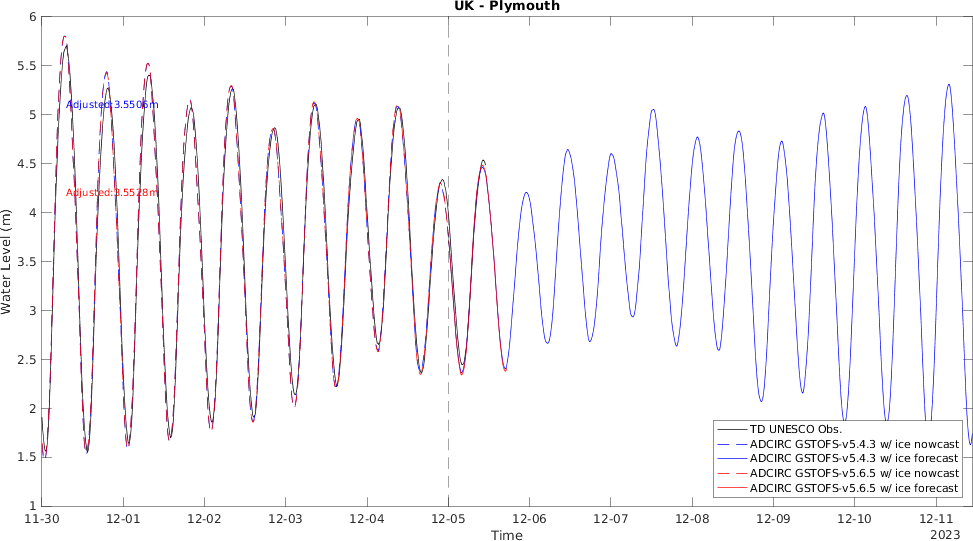 UK - Plymouth
6
5.5
5
4.5
4
3.5
3
2.5
2
1.5
1
Water Level (m)
Adjusted:3.5506m
Adjusted:3.5528m
TD UNESCO Obs.
ADCIRC GSTOFS-v5.4.3 w/ ice nowcast
ADCIRC GSTOFS-v5.4.3 w/ ice forecast
ADCIRC GSTOFS-v5.6.5 w/ ice nowcast
ADCIRC GSTOFS-v5.6.5 w/ ice forecast
11-30 12-01 12-02 12-03 12-04 12-05 12-06 12-07 12-08 12-09 12-10 12-11
Time
2023